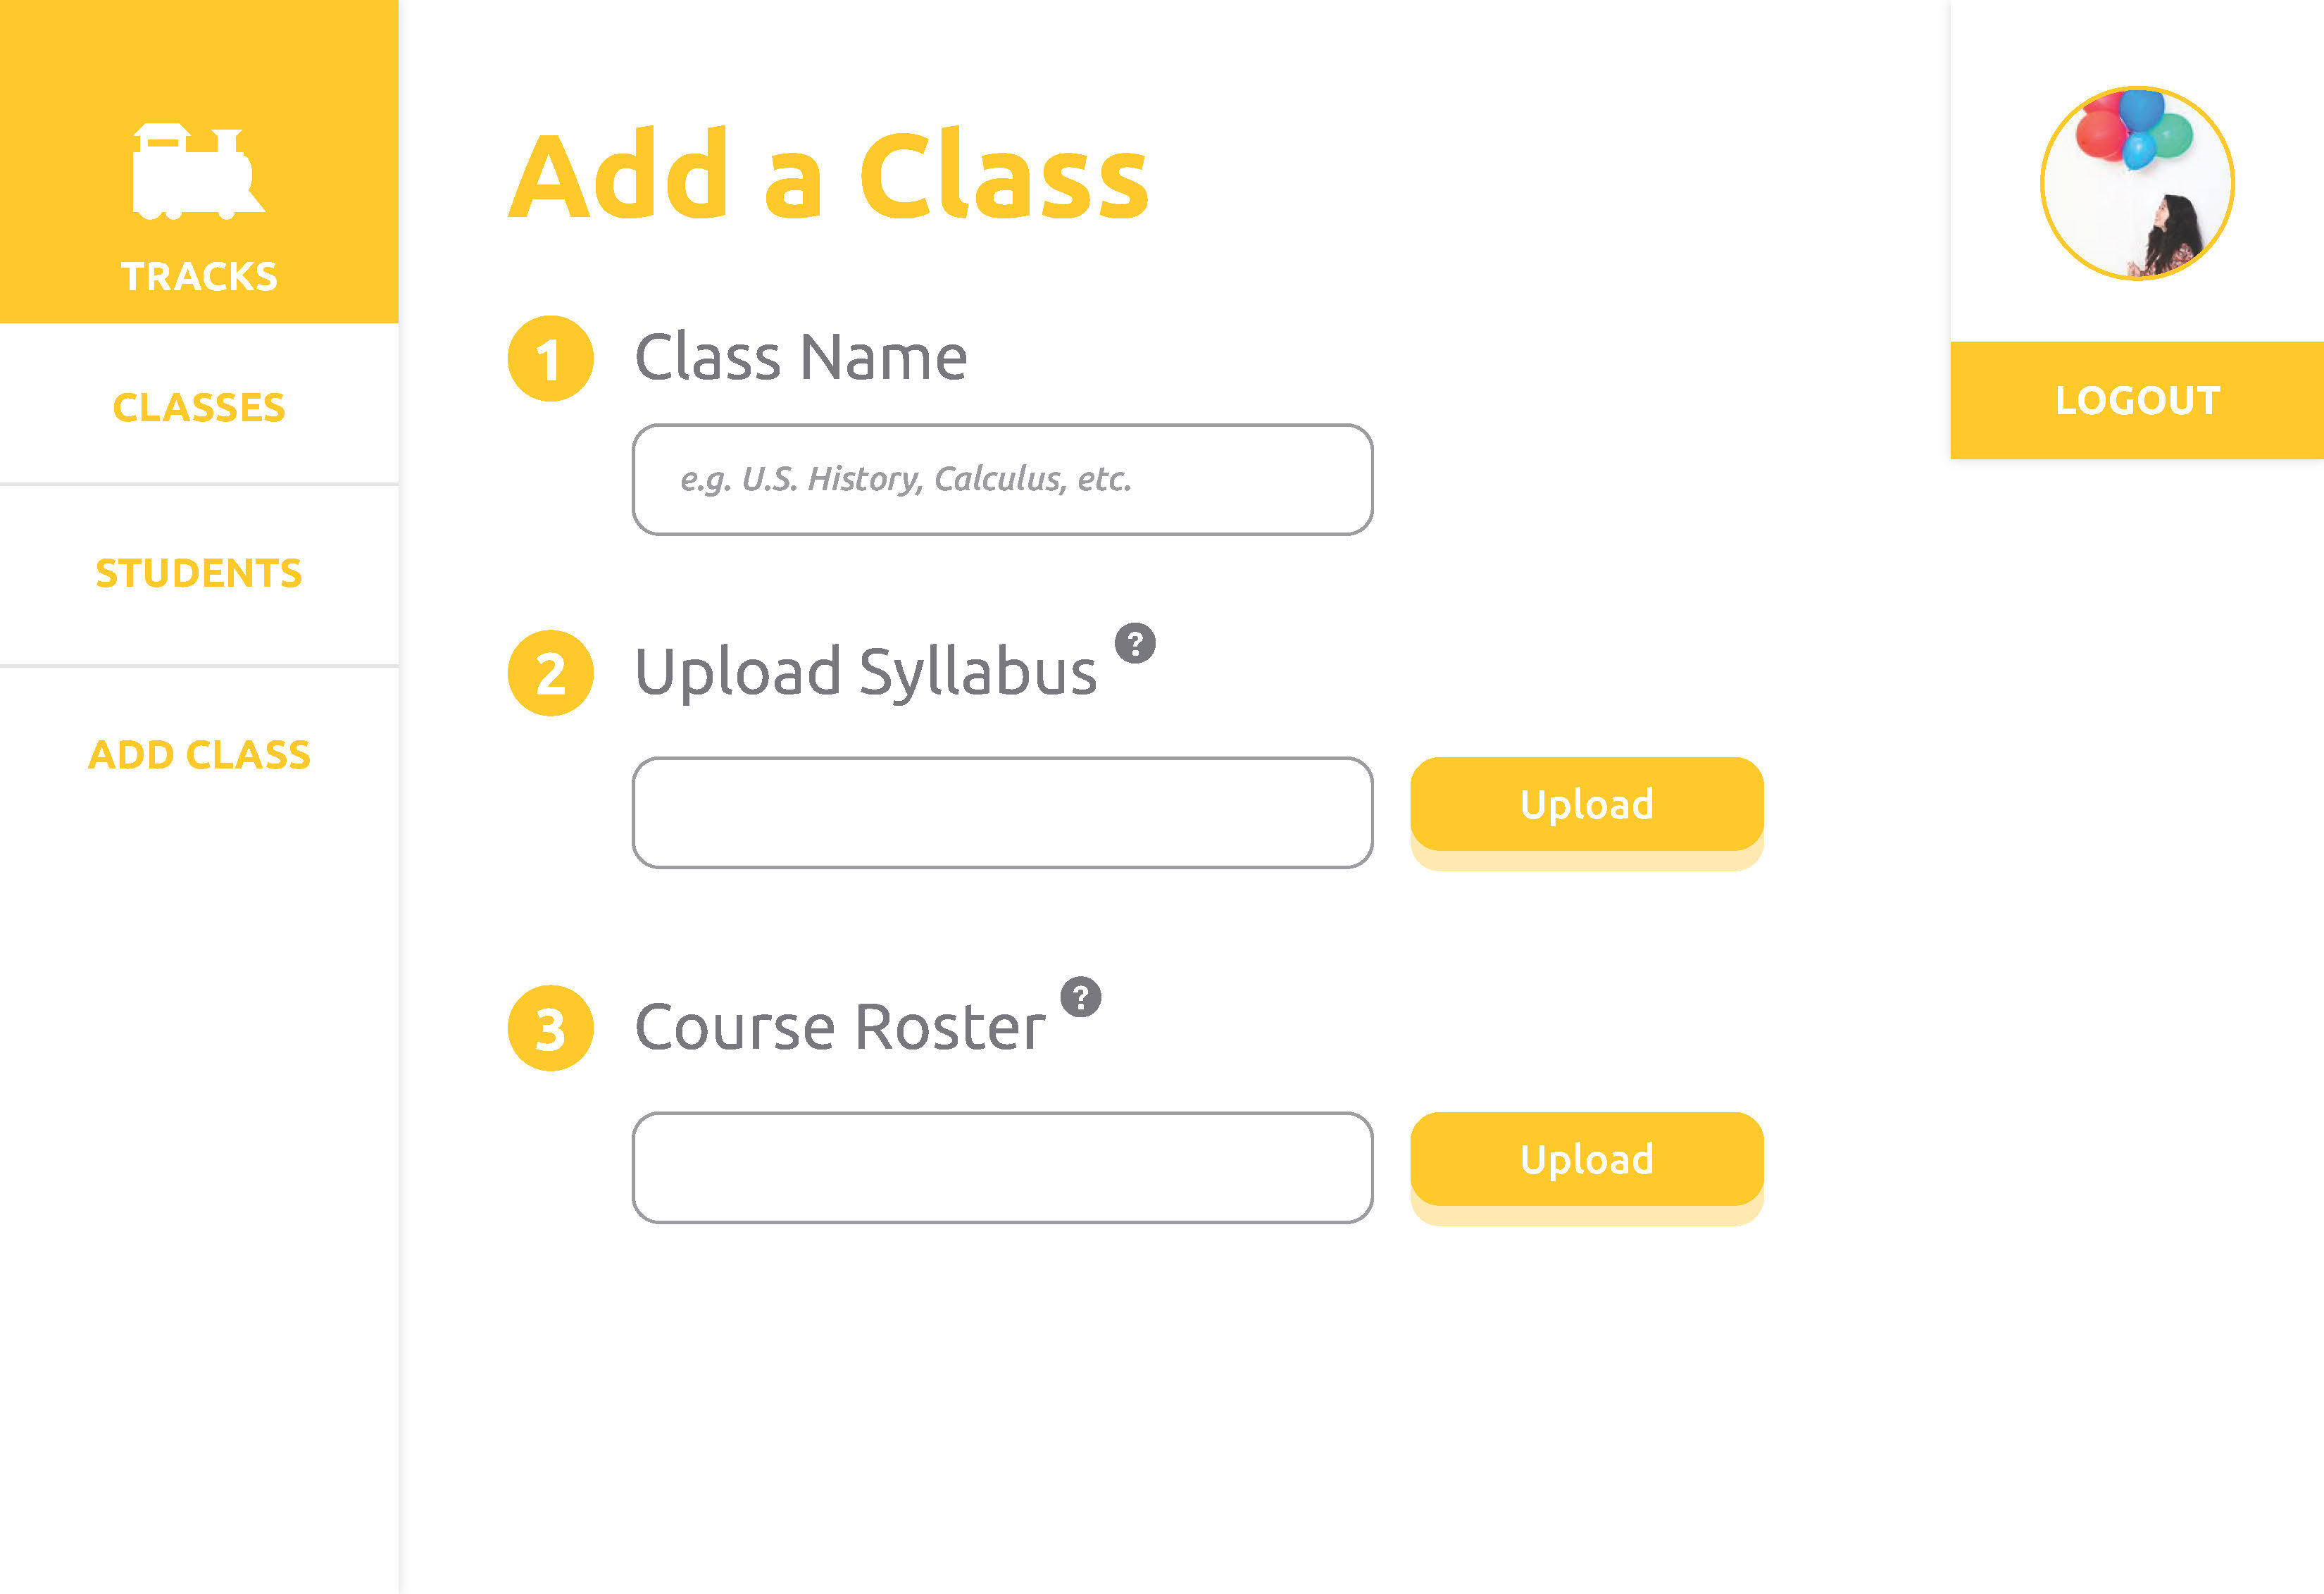 TRACKS
CLASSES
STUDENTS
ADD CLASS
Add a Class
1 Class Name
e.g. U.S. History, Calculus, etc.
2 Upload Syllabus ?
Upload
3 Course Roster ?
Upload
LOGOUT